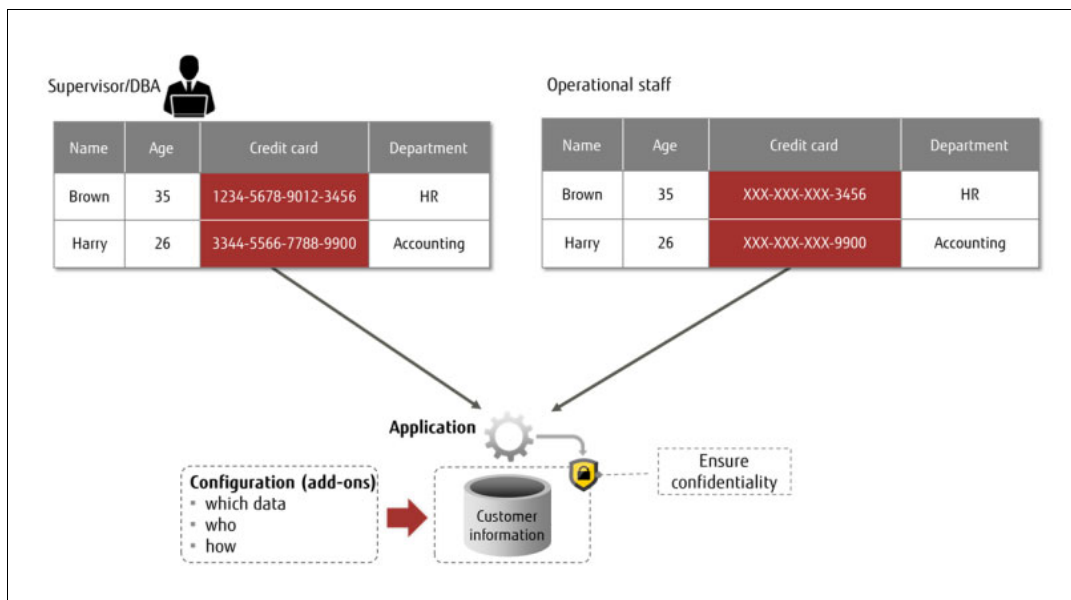 Supervisor/DBA
Name Age Credit card Department
Brown 35 1234-5678-9012-3456 HR
Harry 26 3344-5566-7788-9900 Accounting
Operational staff
Name Age Credit card Department
Brown 35 XXX-XXX-XXX-3456 HR
Harry 26 XXX-XXX-XXX-9900 Accounting
Application
Configuration (add-ons)
▪ which data
▪ who
▪ how
Customer
information
Ensure
confidentiality